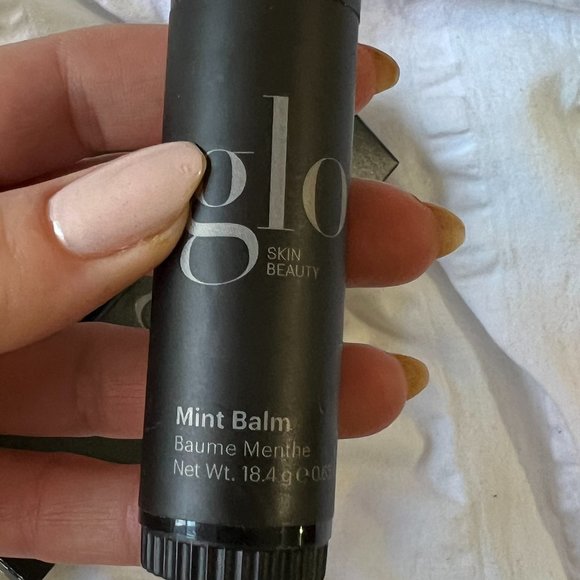 glo
SKIN
BEAUTY
Mint Balm
Baume Menthe
Net Wt. 18.4 g ℮